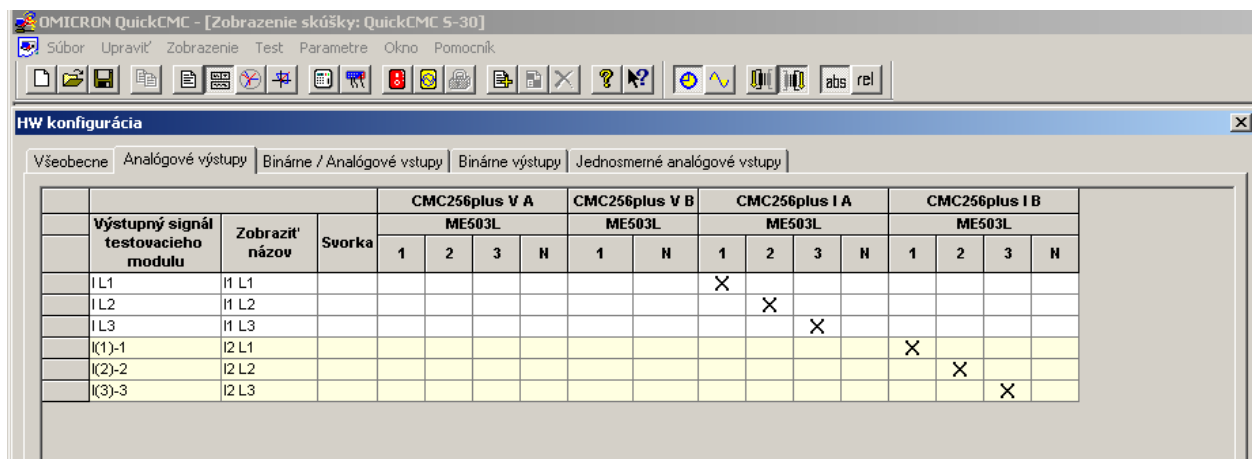 OMICRON QuickCMC - [Zobrazenie skúšky: QuickCMC S-30]
Súbor Upraviť Zobrazenie Test Parametre Okno Pomocník
abs rel
HW konfigurácia
Všeobecne Analógové výstupy Binárne / Analógové vstupy Binárne výstupy Jednosmerné analógové vstupy
CMC256plus V A CMC256plus V B CMC256plus I A CMC256plus I B
Výstupný signál testovacieho modulu Zobraziť názov Svorka ME503L ME503L ME503L ME503L
1 2 3 N 1 N 1 2 3 N 1 2 3 N
I L1 I1 L1 X
I L2 I1 L2 X
I L3 I1 L3 X
I(1)-1 I2 L1 X
I(2)-2 I2 L2 X
I(3)-3 I2 L3 X